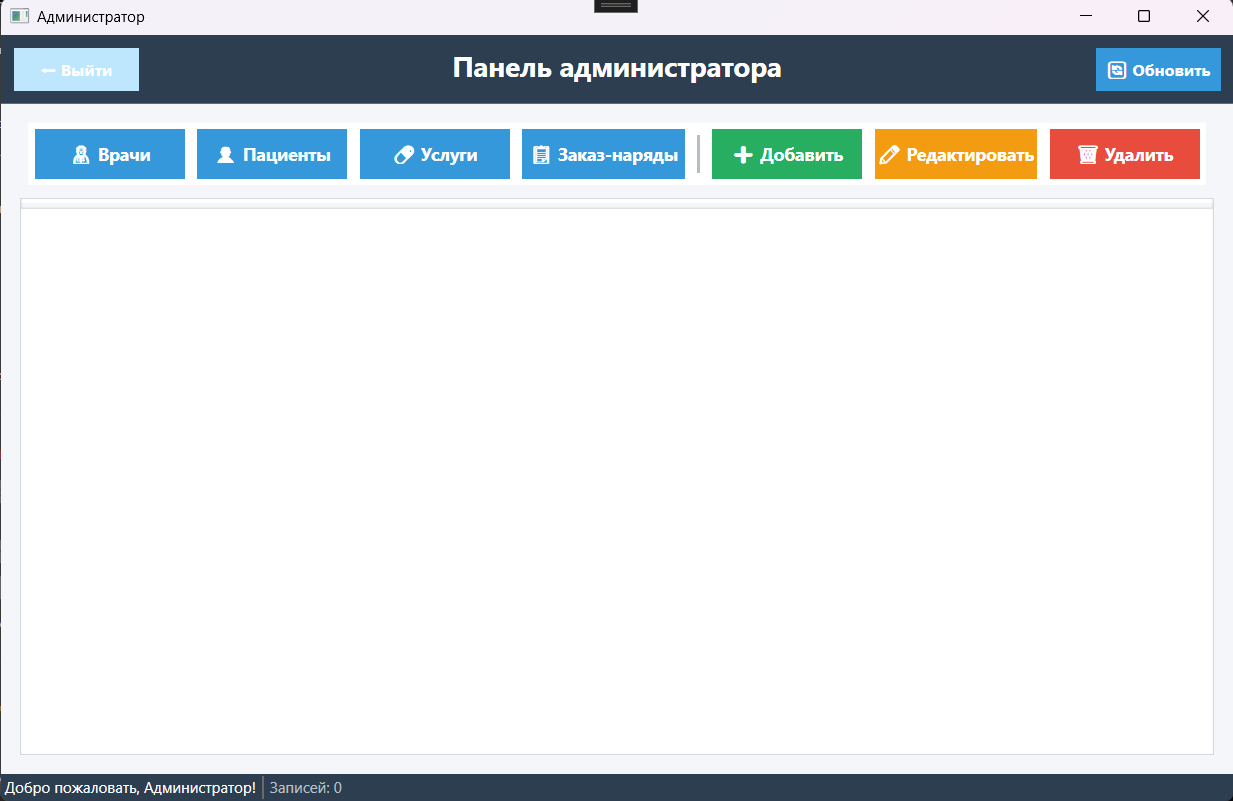 Администратор
Выйти
Панель администратора
Обновить
Врачи
Пациенты
Услуги
Заказ-наряды
Добавить
Редактировать
Удалить
Добро пожаловать, Администратор!
Записей: 0